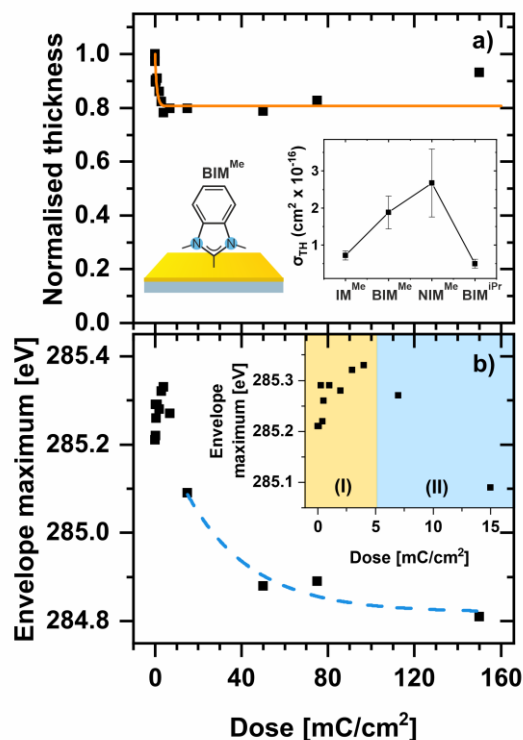 a)
Normalised thickness
1.0
0.8
0.6
0.4
0.2
0.0
BIM^Me
N
N
σ_TH (cm² x 10⁻¹⁶)
3
2
1
IM^Me BIM^Me NIM^Me BIM^iPr
b)
Envelope maximum [eV]
285.4
285.2
285.0
284.8
Envelope
maximum [eV]
285.3
285.2
285.1
(I) (II)
0 5 10 15
Dose [mC/cm²]
0 40 80 120 160
Dose [mC/cm²]